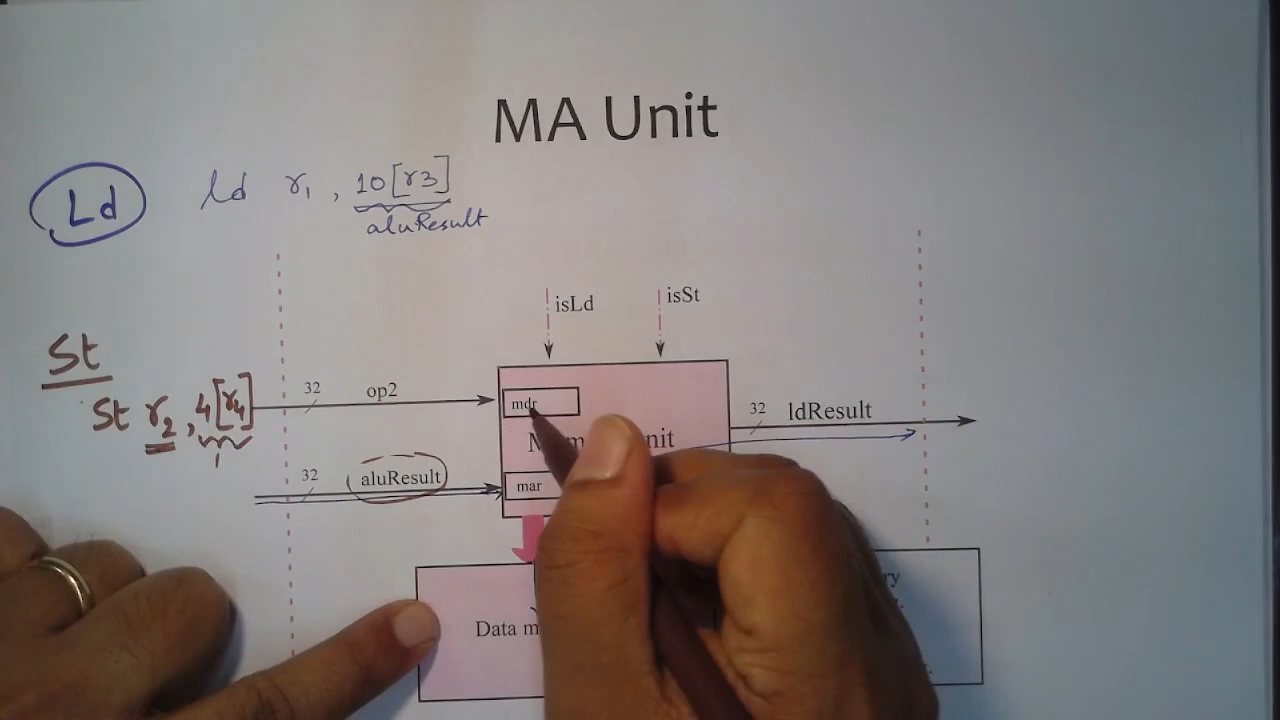 MA Unit
Ld ld r1, 10[r3]
aluResult
isLd isSt
St
St r2, 4[r4]
32 op2
mdr
32 ldResult
32 aluResult
mar
Data